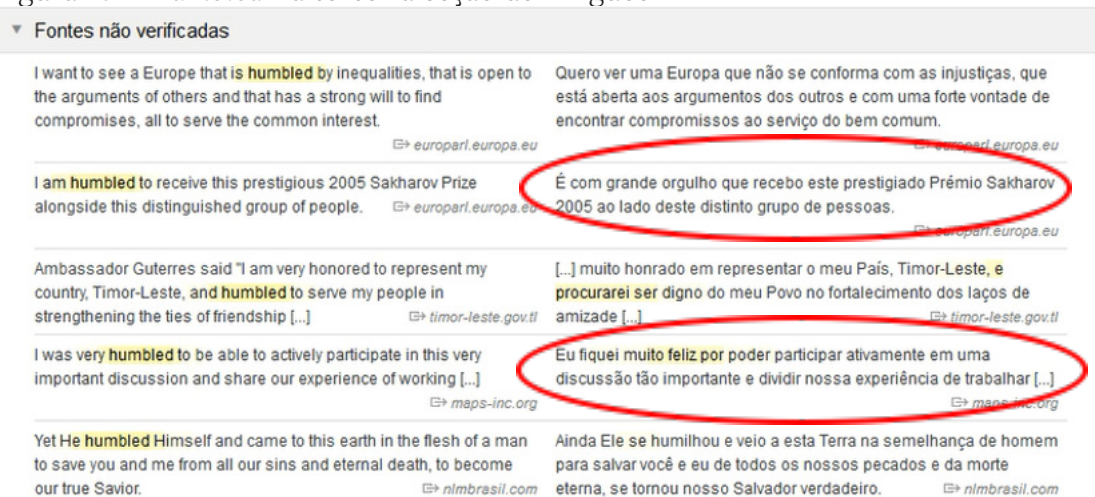 Fontes não verificadas
I want to see a Europe that is humbled by inequalities, that is open to
the arguments of others and that has a strong will to find
compromises, all to serve the common interest.
europarl.europa.eu
Quero ver uma Europa que não se conforma com as injustiças, que
está aberta aos argumentos dos outros e com uma forte vontade de
encontrar compromissos ao serviço do bem comum.
europarl.europa.eu
I am humbled to receive this prestigious 2005 Sakharov Prize
alongside this distinguished group of people. europarl.europa.eu
É com grande orgulho que recebo este prestigiado Prémio Sakharov
2005 ao lado deste distinto grupo de pessoas.
europarl.europa.eu
Ambassador Guterres said "I am very honored to represent my
country, Timor-Leste, and humbled to serve my people in
strengthening the ties of friendship [...] timor-leste.gov.tl
[...] muito honrado em representar o meu País, Timor-Leste, e
procurarei ser digno do meu Povo no fortalecimento dos laços de
amizade [...] timor-leste.gov.tl
I was very humbled to be able to actively participate in this very
important discussion and share our experience of working [...]
maps-inc.org
Eu fiquei muito feliz por poder participar ativamente em uma
discussão tão importante e dividir nossa experiência de trabalhar [...]
maps-inc.org
Yet He humbled Himself and came to this earth in the flesh of a man
to save you and me from all our sins and eternal death, to become
our true Savior. nlmbrasil.com
Ainda Ele se humilhou e veio a esta Terra na semelhança de homem
para salvar você e eu de todos os nossos pecados e da morte
eterna, se tornou nosso Salvador verdadeiro. nlmbrasil.com